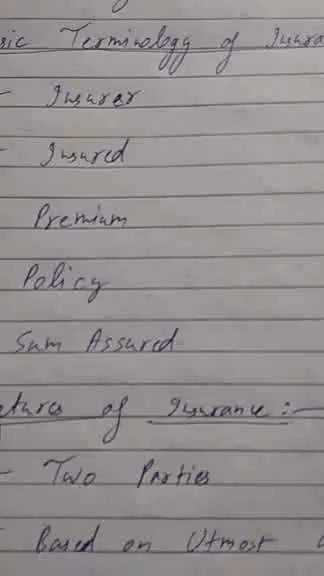 Terminology of
- Insurer
- Insured
Premium
Policy
Sum Assured
of Insurance :-
- Two Parties
Based on Utmost